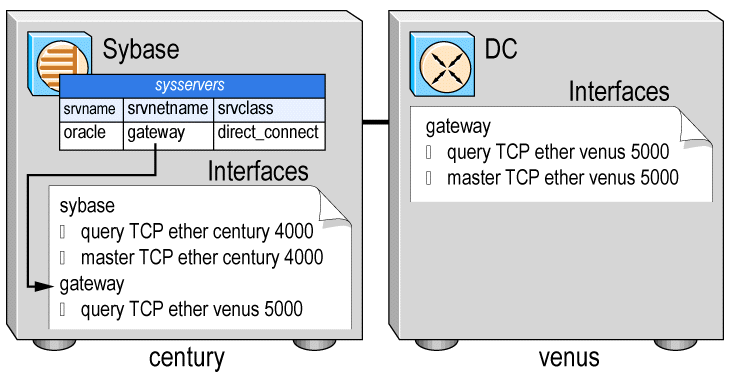 Sybase
sysservers
srvname srvnetname srvclass
oracle gateway direct_connect
Interfaces
sybase
query TCP ether century 4000
master TCP ether century 4000
gateway
query TCP ether venus 5000
century
DC
Interfaces
gateway
query TCP ether venus 5000
master TCP ether venus 5000
venus